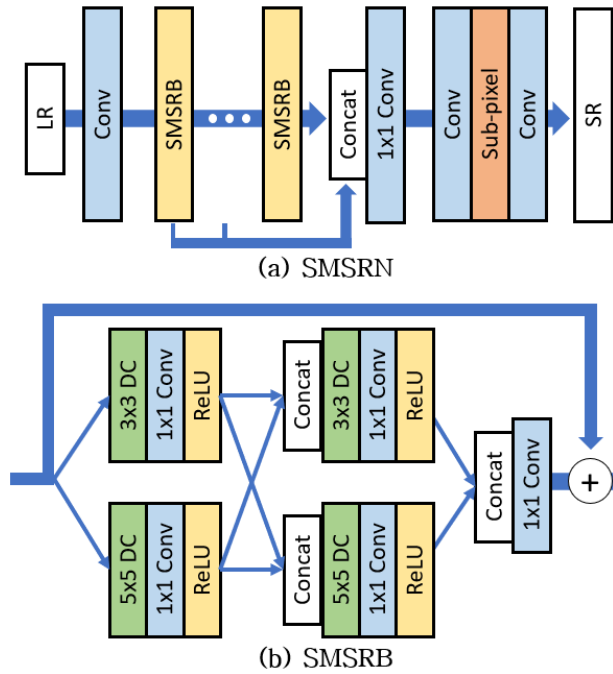 LR
Conv
SMSRB
SMSRB
Concat
1x1 Conv
Conv
Sub-pixel
Conv
SR
(a) SMSRN
3x3 DC
1x1 Conv
ReLU
Concat
3x3 DC
1x1 Conv
ReLU
5x5 DC
1x1 Conv
ReLU
Concat
5x5 DC
1x1 Conv
ReLU
Concat
1x1 Conv
+
(b) SMSRB